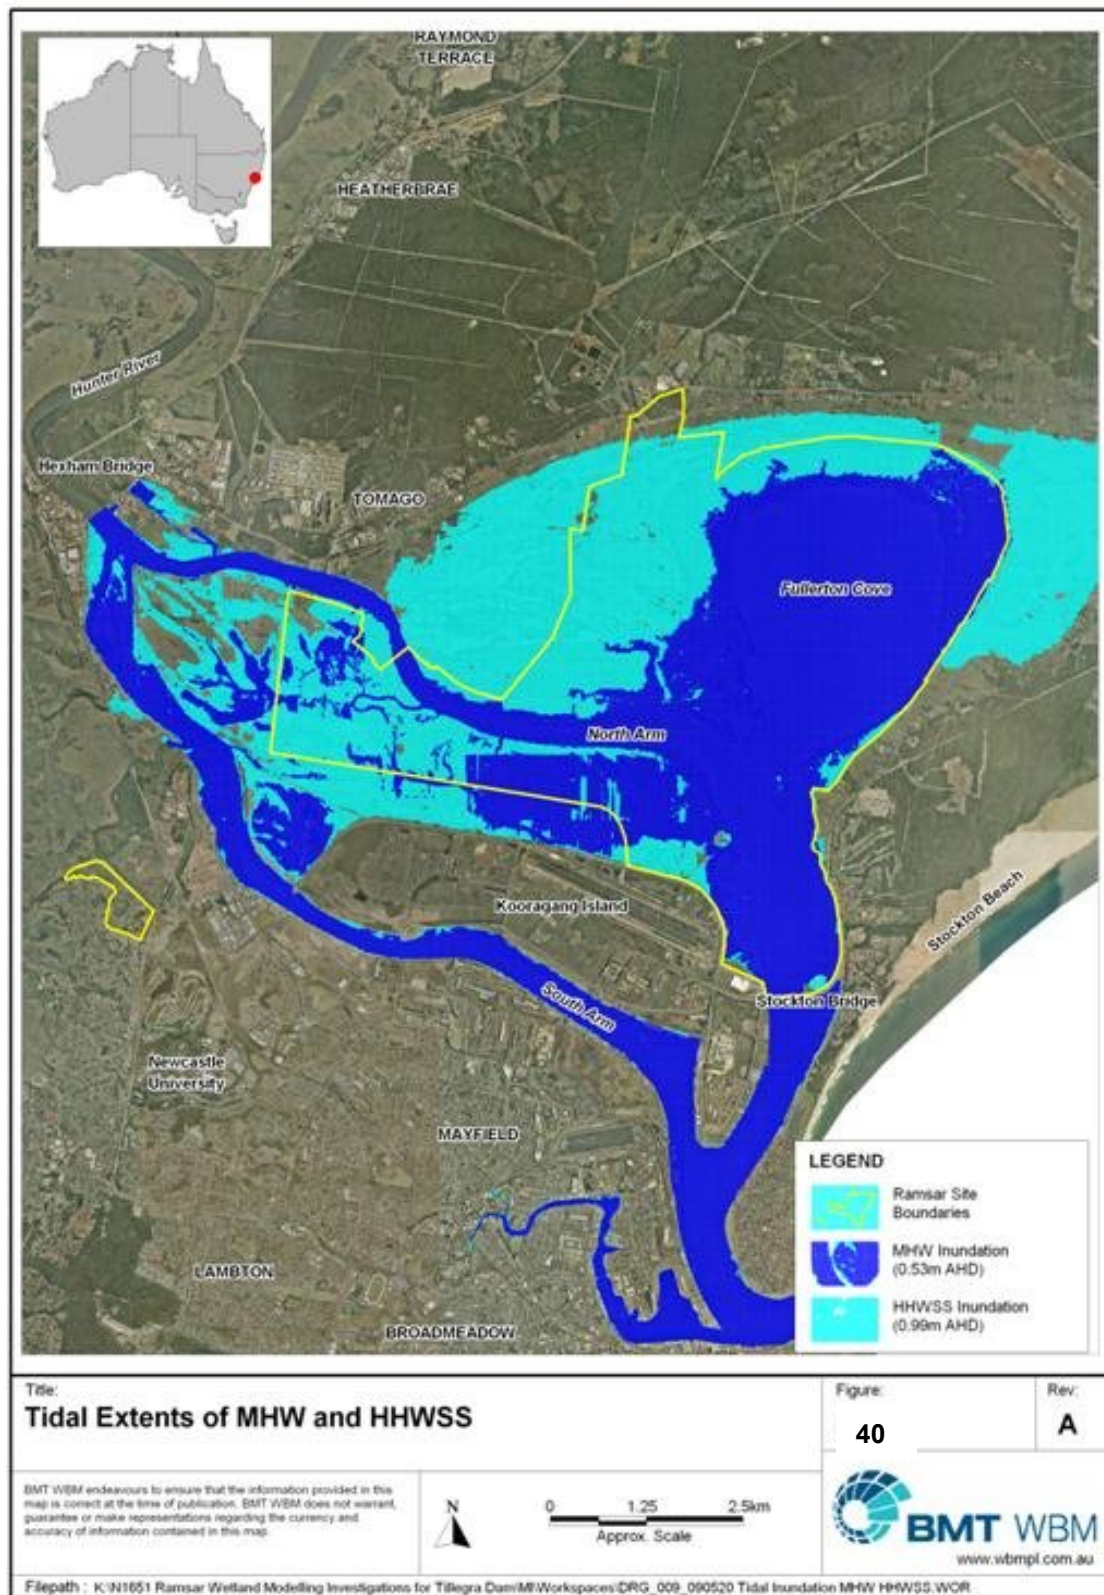 RAYMOND
TERRACE
HEATHERBRAE
Hunter River
Hexham Bridge
TOMAGO
Fullerton Cove
North Arm
Kooragang Island
Stockton Beach
South Arm
Stockton Bridge
Newcastle
University
MAYFIELD
LAMBTON
BROADMEADOW
LEGEND
Ramsar Site
Boundaries
MHW Inundation
(0.53m AHD)
HHWSS Inundation
(0.99m AHD)
Title:
Tidal Extents of MHW and HHWSS
Figure:
40
Rev:
A
BMT WBM endeavours to ensure that the information provided in this
map is correct at the time of publication. BMT WBM does not warrant,
guarantee or make representations regarding the currency and
accuracy of information contained in this map.
N
0 1.25 2.5km
Approx. Scale
BMT WBM
www.wbmpl.com.au
Filepath : K:\N1651 Ramsar Wetland Modelling Investigations for Tillegra Dam\MI\Workspaces\DRG_009_090520 Tidal Inundation MHW HHWSS.WOR